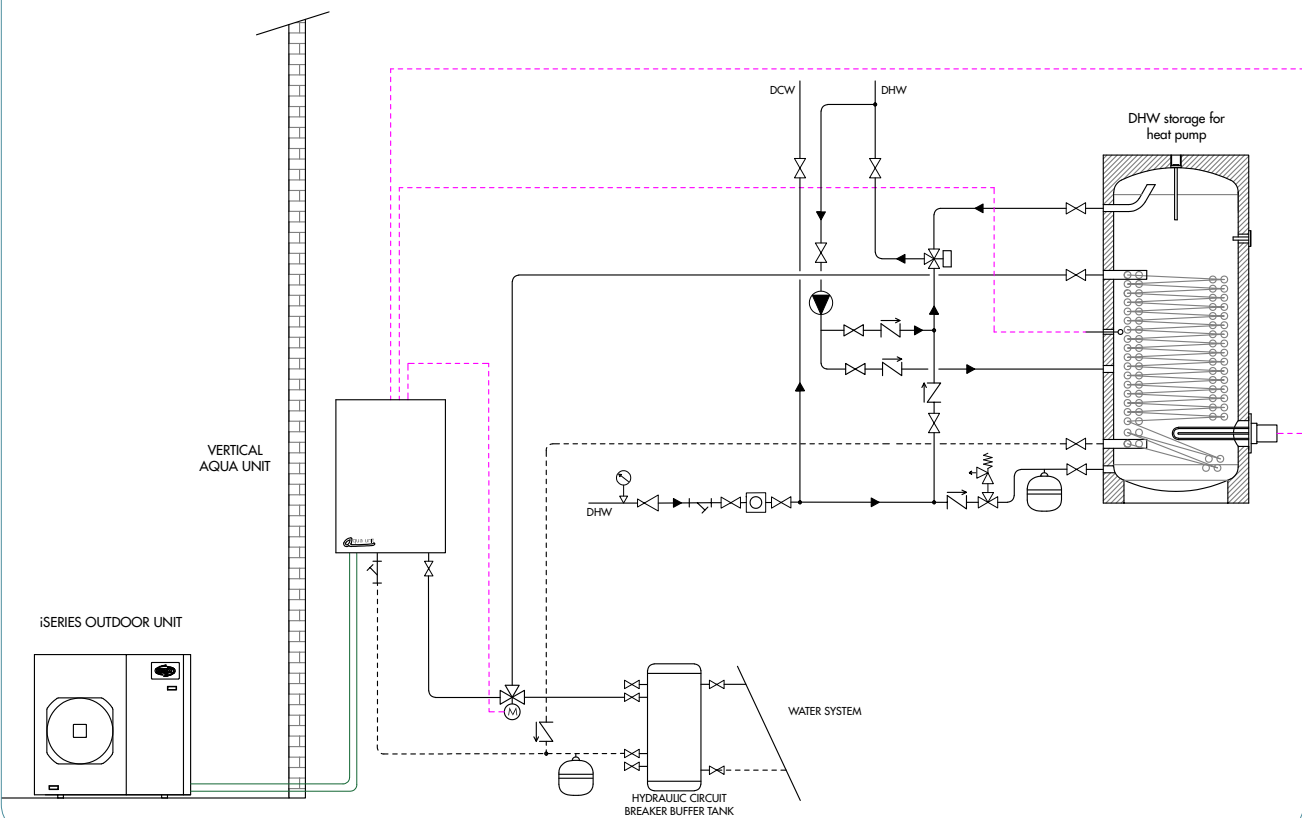 DCW
DHW
DHW storage for
heat pump
VERTICAL
AQUA UNIT
DHW
iSERIES OUTDOOR UNIT
M
WATER SYSTEM
HYDRAULIC CIRCUIT
BREAKER BUFFER TANK